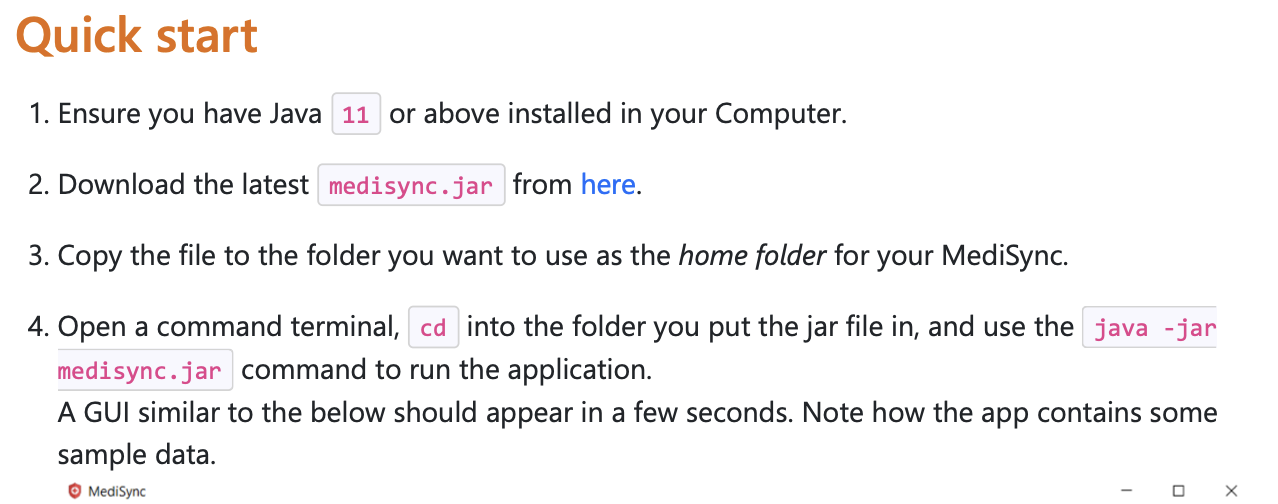 Quick start
1. Ensure you have Java 11 or above installed in your Computer.
2. Download the latest medisync.jar from here.
3. Copy the file to the folder you want to use as the home folder for your MediSync.
4. Open a command terminal, cd into the folder you put the jar file in, and use the java -jar
medisync.jar command to run the application.
A GUI similar to the below should appear in a few seconds. Note how the app contains some
sample data.
MediSync